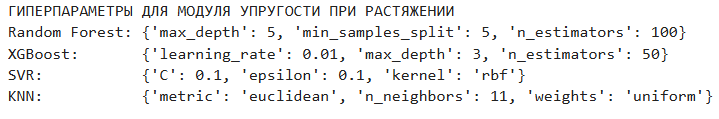 ГИПЕРПАРАМЕТРЫ ДЛЯ МОДУЛЯ УПРУГОСТИ ПРИ РАСТЯЖЕНИИ
Random Forest: {'max_depth': 5, 'min_samples_split': 5, 'n_estimators': 100}
XGBoost: {'learning_rate': 0.01, 'max_depth': 3, 'n_estimators': 50}
SVR: {'C': 0.1, 'epsilon': 0.1, 'kernel': 'rbf'}
KNN: {'metric': 'euclidean', 'n_neighbors': 11, 'weights': 'uniform'}